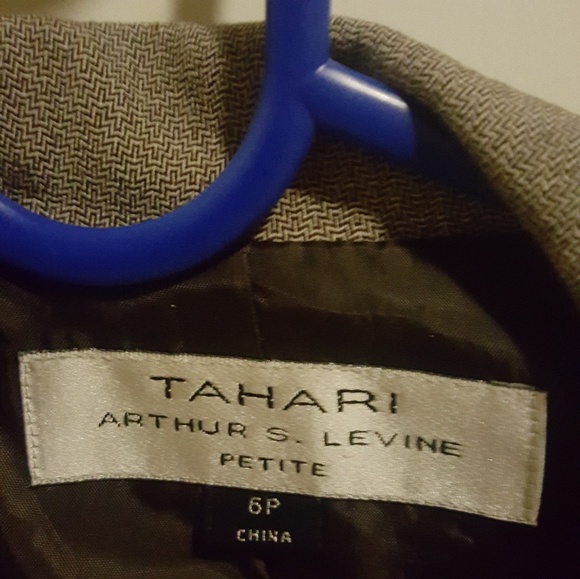 TAHARI
ARTHUR S. LEVINE
PETITE
6P
CHINA